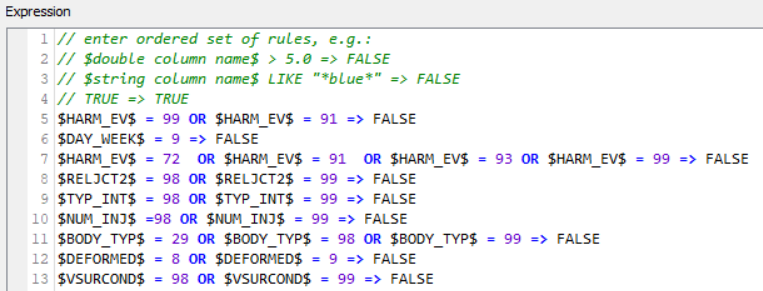 Expression
1 // enter ordered set of rules, e.g.:
2 // $double column name$ > 5.0 => FALSE
3 // $string column name$ LIKE "*blue*" => FALSE
4 // TRUE => TRUE
5 $HARM_EV$ = 99 OR $HARM_EV$ = 91 => FALSE
6 $DAY_WEEK$ = 9 => FALSE
7 $HARM_EV$ = 72  OR $HARM_EV$ = 91  OR $HARM_EV$ = 93 OR $HARM_EV$ = 99 => FALSE
8 $RELJCT2$ = 98 OR $RELJCT2$ = 99 => FALSE
9 $TYP_INT$ = 98 OR $TYP_INT$ = 99 => FALSE
10 $NUM_INJ$ =98 OR $NUM_INJ$ = 99 => FALSE
11 $BODY_TYP$ = 29 OR $BODY_TYP$ = 98 OR $BODY_TYP$ = 99 => FALSE
12 $DEFORMED$ = 8 OR $DEFORMED$ = 9 => FALSE
13 $VSURCOND$ = 98 OR $VSURCOND$ = 99 => FALSE